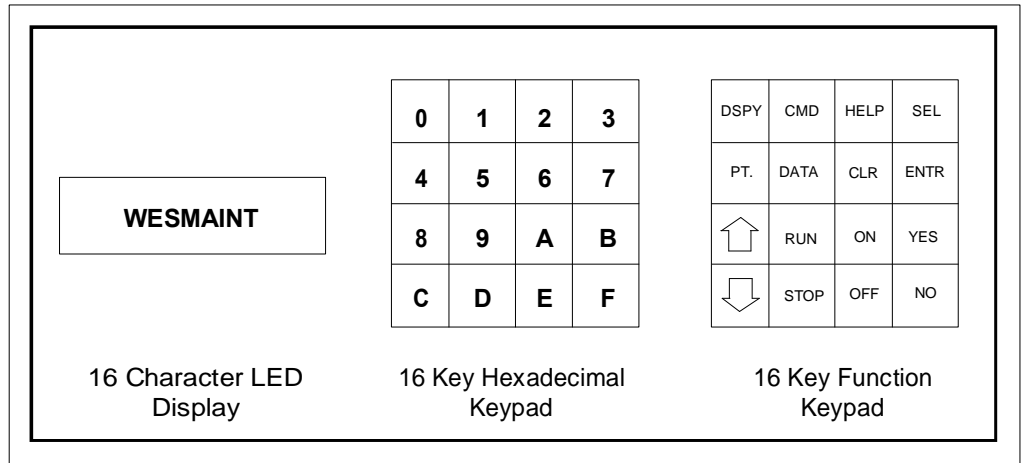 WESMAINT
0 1 2 3
4 5 6 7
8 9 A B
C D E F
DSPY CMD HELP SEL
PT. DATA CLR ENTR
RUN ON YES
STOP OFF NO
16 Character LED
Display
16 Key Hexadecimal
Keypad
16 Key Function
Keypad